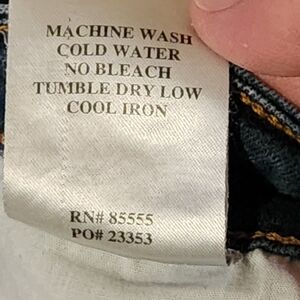 MACHINE WASH
COLD WATER
NO BLEACH
TUMBLE DRY LOW
COOL IRON
RN# 85555
PO# 23353